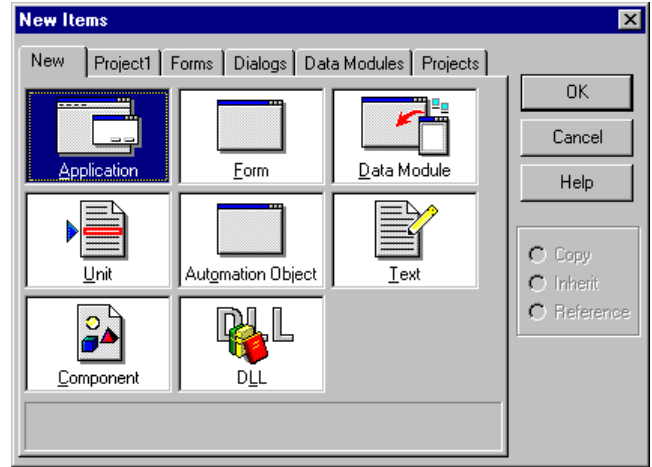 New Items
New Project1 Forms Dialogs Data Modules Projects
Application Form Data Module
Unit Automation Object Text
Component DLL
DLL
OK
Cancel
Help
Copy
Inherit
Reference